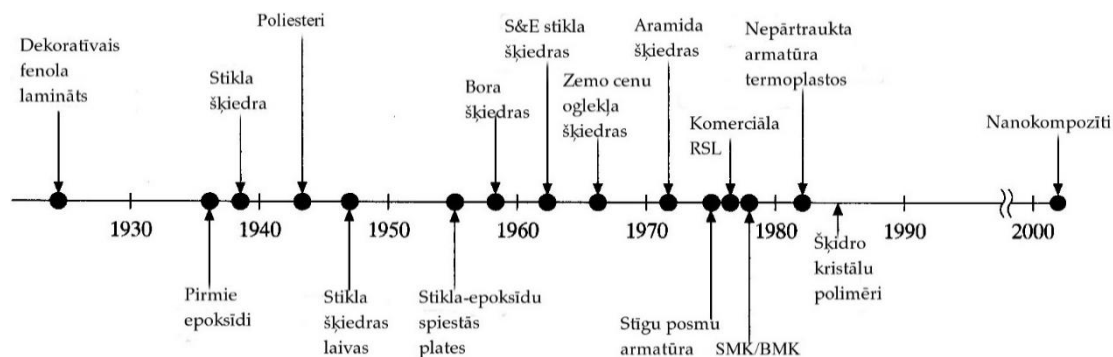 Dekoratīvais
fenola
lamināts
Stikla
šķiedra
Poliesteri
Bora
šķiedras
S&E stikla
šķiedras
Zemo cenu
oglekļa
šķiedras
Aramida
šķiedras
Komerciāla
RSL
Nepārtraukta
armatūra
termoplastos
Nanokompozīti
1930
1940
1950
1960
1970
1980
1990
2000
Pirmie
epoksīdi
Stikla
šķiedras
laivas
Stikla-epoksīdu
spiestās
plates
Stīgu posmu
armatūra
SMK/BMK
Šķidro
kristālu
polimēri